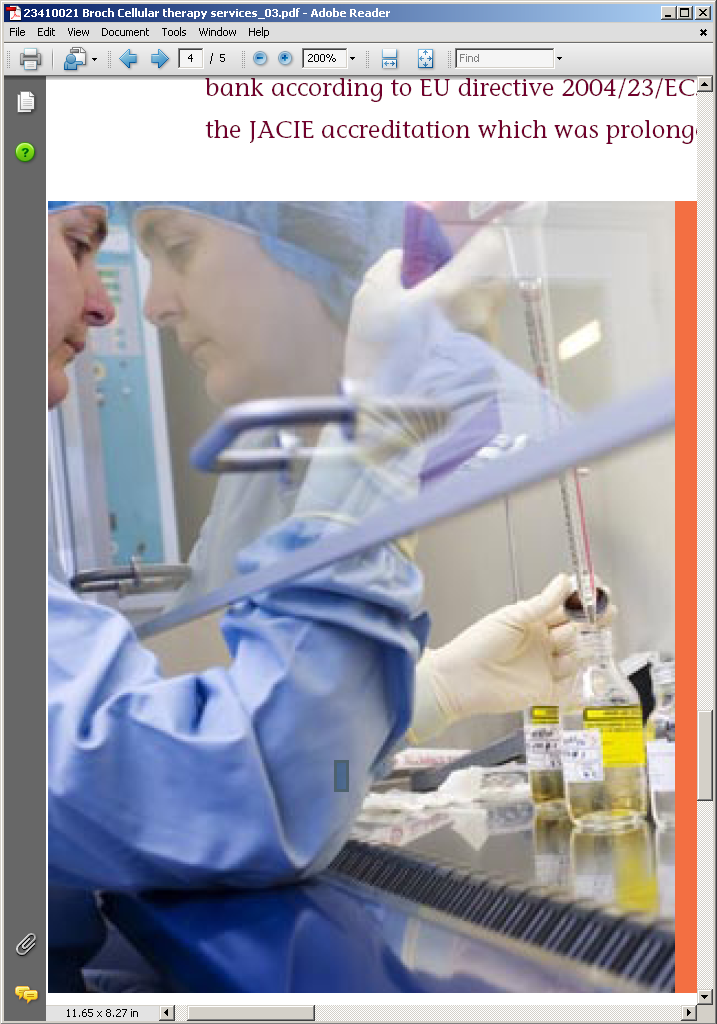 23410021 Broch Cellular therapy services_03.pdf - Adobe Reader
File Edit View Document Tools Window Help
4 / 5 200% Find
bank according to EU directive 2004/23/EC
the JACIE accreditation which was prolong
11.65 x 8.27 in